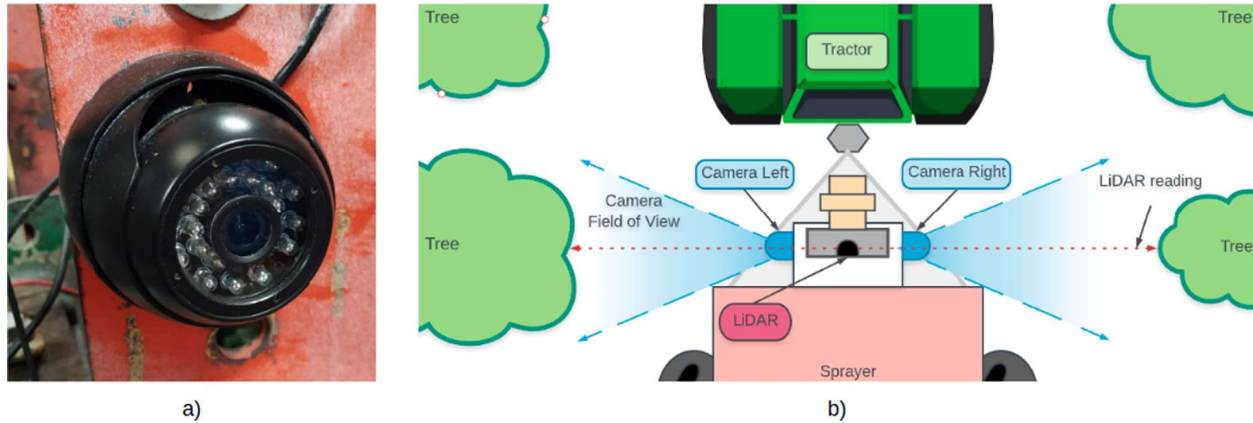 Tree
Tree
Tractor
Camera Left
Camera Right
LiDAR reading
Camera
Field of View
Tree
Tree
LiDAR
Sprayer
a)
b)